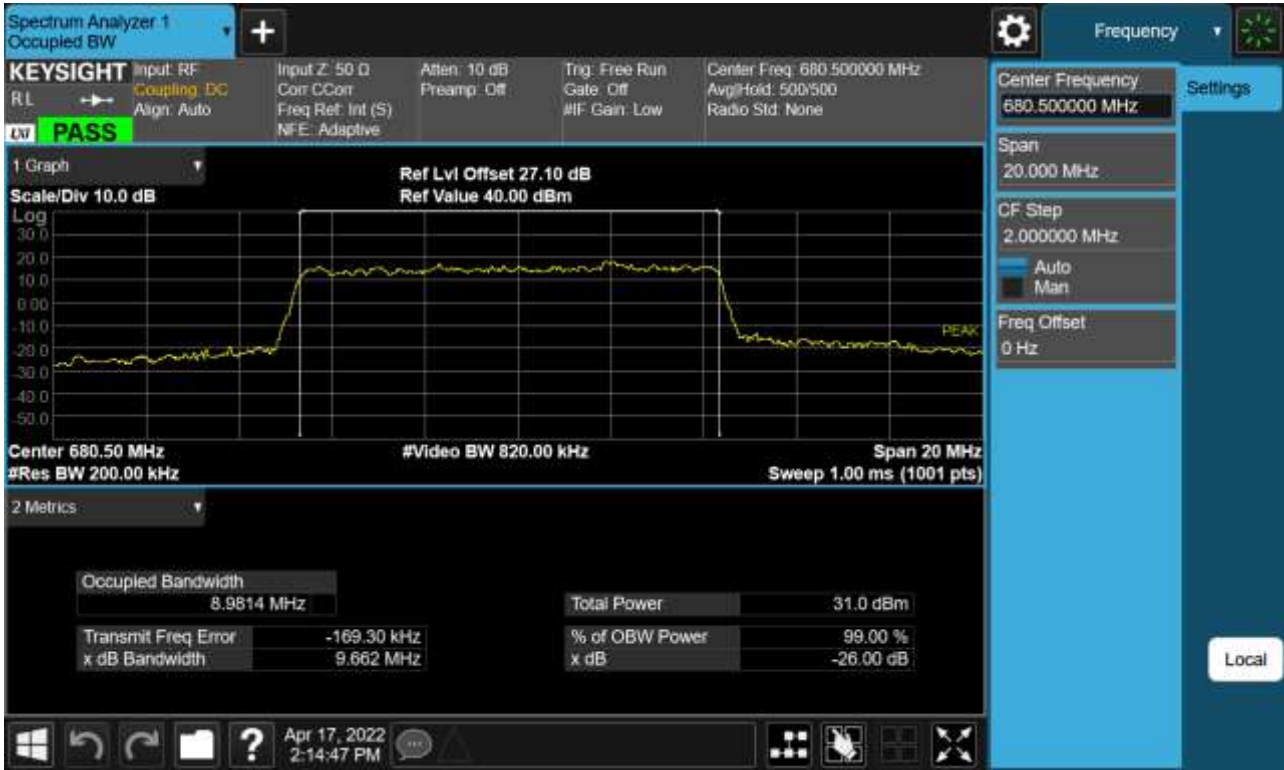 Spectrum Analyzer 1
Occupied BW
+
Frequency
KEYSIGHT
RL
LXI
PASS
Input: RF
Coupling: DC
Align: Auto
Input Z: 50 Ω
Corr CCorr
Freq Ref: Int (S)
NFE: Adaptive
Atten: 10 dB
Preamp: Off
Trig: Free Run
Gate: Off
#IF Gain: Low
Center Freq: 680.500000 MHz
Avg|Hold: 500/500
Radio Std: None
1 Graph
Scale/Div 10.0 dB
Ref Lvl Offset 27.10 dB
Ref Value 40.00 dBm
Log
30.0
20.0
10.0
0.00
-10.0
-20.0
-30.0
-40.0
-50.0
PEAK
Center 680.50 MHz
#Video BW 820.00 kHz
Span 20 MHz
#Res BW 200.00 kHz
Sweep 1.00 ms (1001 pts)
2 Metrics
Occupied Bandwidth
8.9814 MHz
Total Power 31.0 dBm
Transmit Freq Error -169.30 kHz
% of OBW Power 99.00 %
x dB Bandwidth 9.662 MHz
x dB -26.00 dB
Center Frequency
680.500000 MHz
Settings
Span
20.000 MHz
CF Step
2.000000 MHz
Auto
Man
Freq Offset
0 Hz
Local
?
Apr 17, 2022
2:14:47 PM